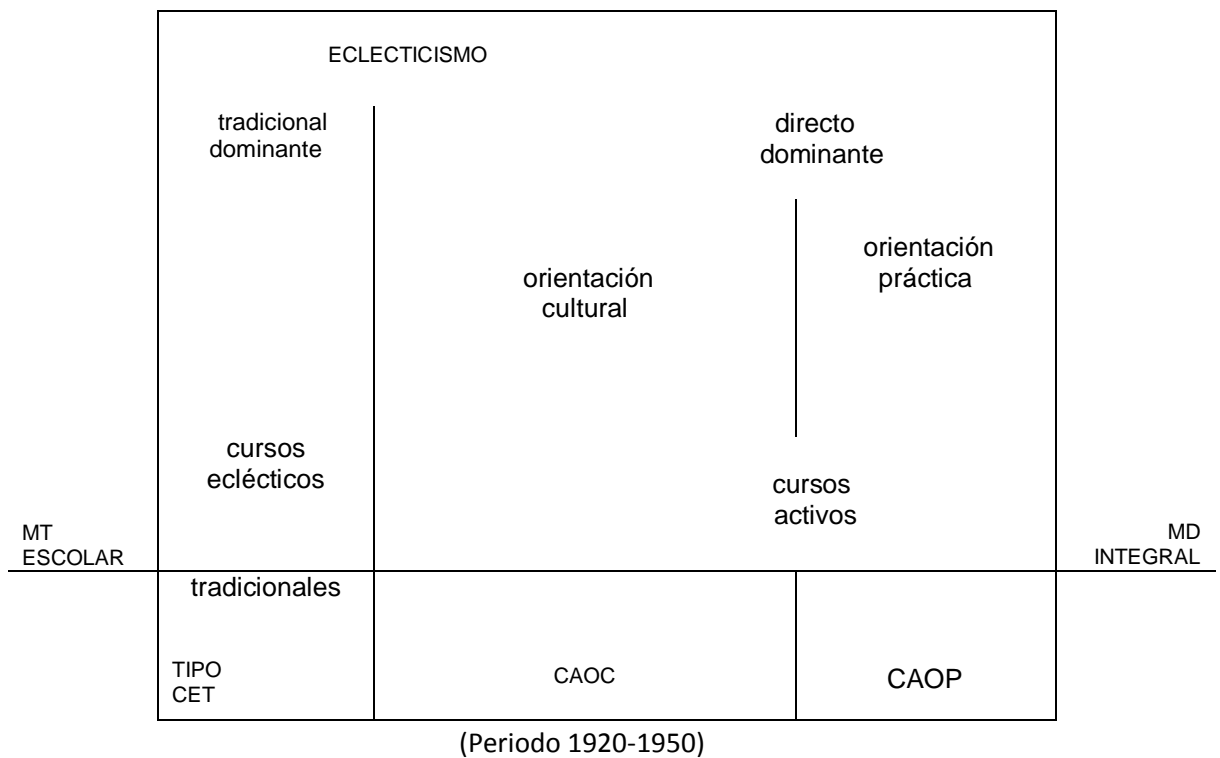 ECLECTICISMO
tradicional
dominante
directo
dominante
orientación
cultural
orientación
práctica
cursos
eclécticos
cursos
activos
MT
ESCOLAR
MD
INTEGRAL
tradicionales
TIPO
CET
CAOC
CAOP
(Periodo 1920-1950)